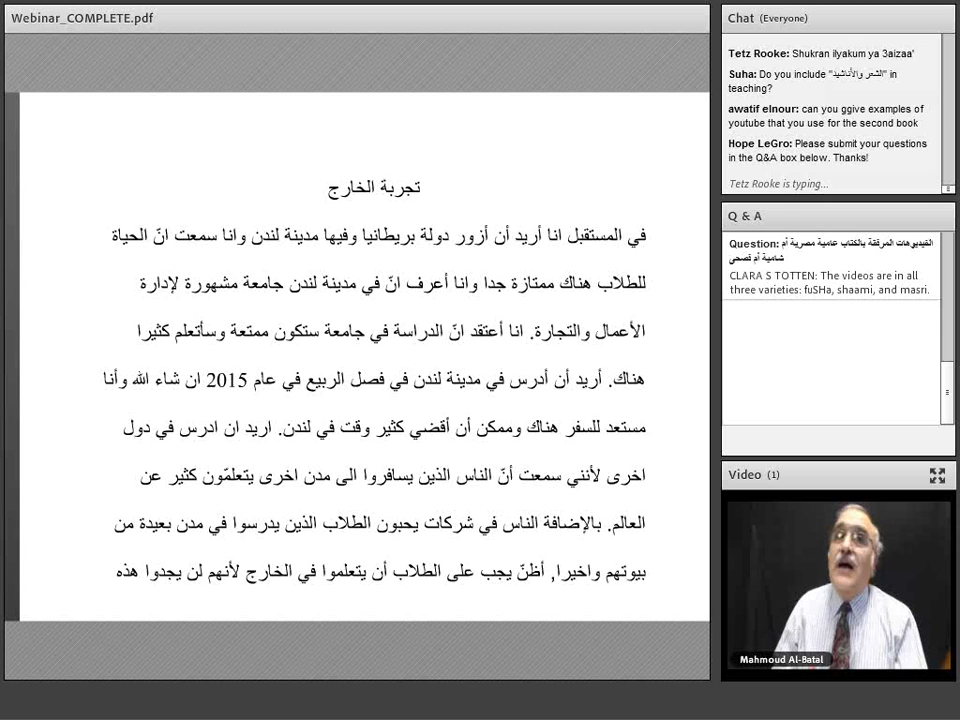 Webinar_COMPLETE.pdf
تجربة الخارج
في المستقبل انا أريد أن أزور دولة بريطانيا وفيها مدينة لندن وانا سمعت انّ الحياة
للطلاب هناك ممتازة جدا وانا أعرف انّ في مدينة لندن جامعة مشهورة لإدارة
الأعمال والتجارة. انا أعتقد انّ الدراسة في جامعة ستكون ممتعة وسأتعلم كثيرا
هناك. أريد أن أدرس في مدينة لندن في فصل الربيع في عام 2015 ان شاء الله وأنا
مستعد للسفر هناك وممكن أن أقضي كثير وقت في لندن. اريد ان ادرس في دول
اخرى لأنني سمعت أنّ الناس الذين يسافروا الى مدن اخرى يتعلمّون كثير عن
العالم. بالإضافة الناس في شركات يحبون الطلاب الذين يدرسوا في مدن بعيدة من
بيوتهم واخيرا, أظنّ يجب على الطلاب أن يتعلموا في الخارج لأنهم لن يجدوا هذه
Chat (Everyone)
Tetz Rooke: Shukran ilyakum ya 3aizaa'
Suha: Do you include "الشعر والأناشيد" in
teaching?
awatif elnour: can you ggive examples of
youtube that you use for the second book
Hope LeGro: Please submit your questions
in the Q&A box below. Thanks!
Tetz Rooke is typing...
Q & A
Question: الفيديوهات المرفقة بالكتاب عامية مصرية أم
شامية أم فصحى
CLARA S TOTTEN: The videos are in all
three varieties: fuSHa, shaami, and masri.
Video (1)
Mahmoud Al-Batal